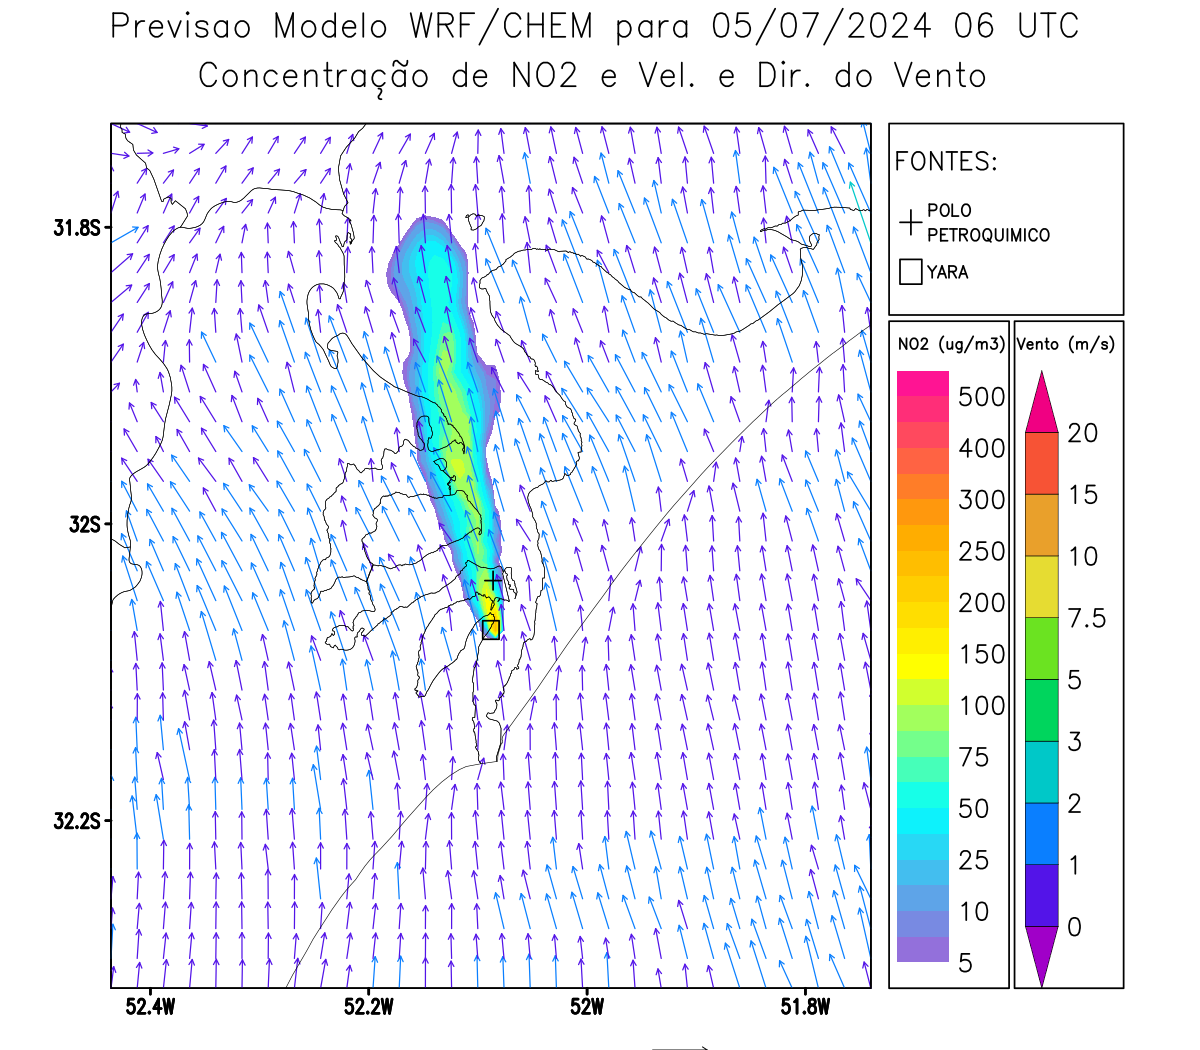 Previsao Modelo WRF/CHEM para 05/07/2024 06 UTC
Concentração de NO2 e Vel. e Dir. do Vento
FONTES:
POLO
PETROQUIMICO
YARA
NO2 (ug/m3)
500
400
300
250
200
150
100
75
50
25
10
5
Vento (m/s)
20
15
10
7.5
5
3
2
1
0
31.8S
32S
32.2S
52.4W
52.2W
52W
51.8W